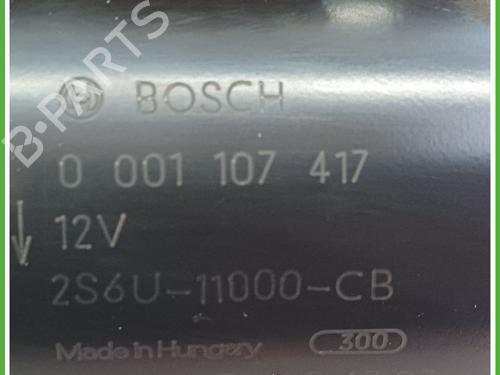 BOSCH
0 001 107 417
12V
2S6U-11000-CB
Made in Hungary 300
B-PARTS